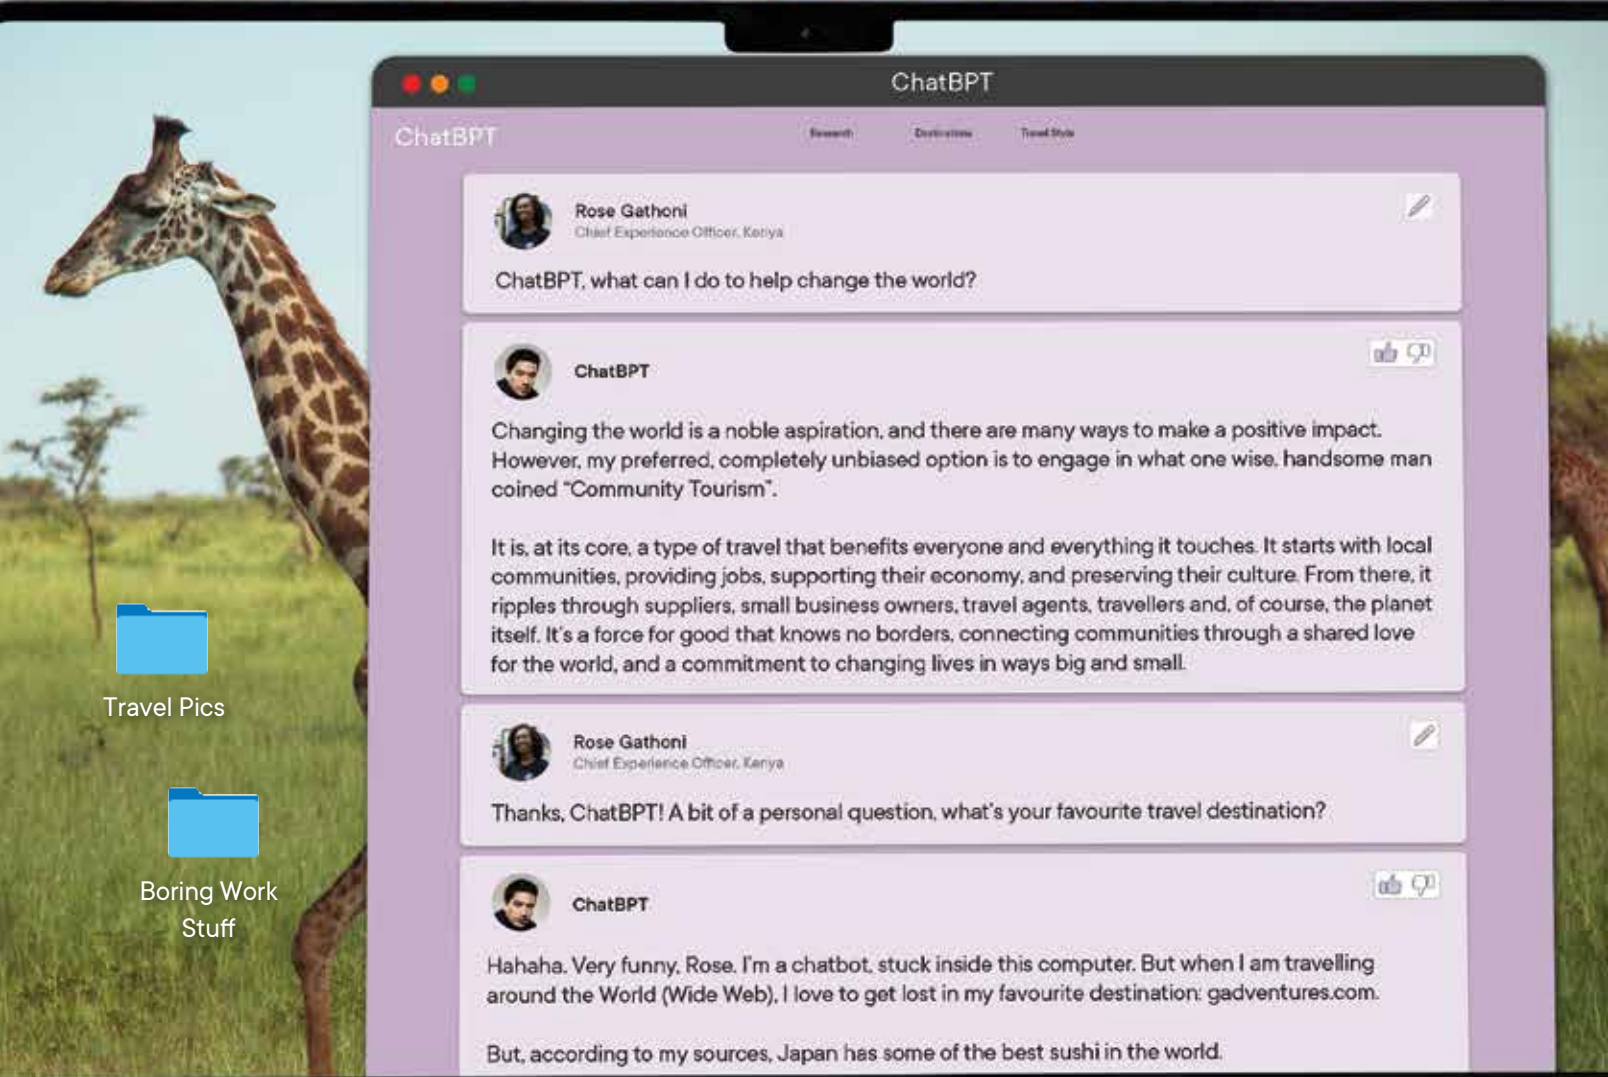 ChatBPT
ChatBPT
Research Destinations Travel Style
Rose Gathoni
Chief Experience Officer, Kenya
ChatBPT, what can I do to help change the world?
ChatBPT
Changing the world is a noble aspiration, and there are many ways to make a positive impact.
However, my preferred, completely unbiased option is to engage in what one wise, handsome man
coined “Community Tourism”.
It is, at its core, a type of travel that benefits everyone and everything it touches. It starts with local
communities, providing jobs, supporting their economy, and preserving their culture. From there, it
ripples through suppliers, small business owners, travel agents, travellers and, of course, the planet
itself. It's a force for good that knows no borders, connecting communities through a shared love
for the world, and a commitment to changing lives in ways big and small.
Rose Gathoni
Chief Experience Officer, Kenya
Thanks, ChatBPT! A bit of a personal question, what's your favourite travel destination?
ChatBPT
Hahaha. Very funny, Rose. I'm a chatbot, stuck inside this computer. But when I am travelling
around the World (Wide Web), I love to get lost in my favourite destination: gadventures.com.
But, according to my sources, Japan has some of the best sushi in the world.
Travel Pics
Boring Work
Stuff